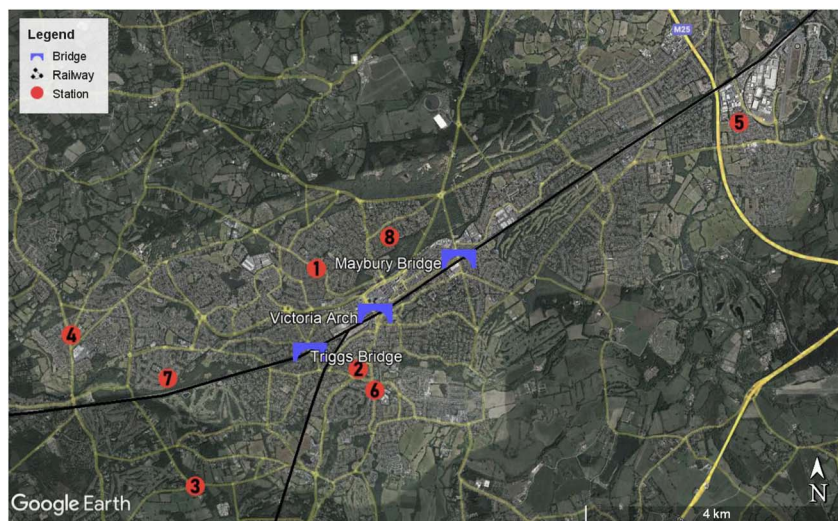 Legend
Bridge
Railway
Station
M25
5
8
1
Maybury Bridge
Victoria Arch
4
Triggs Bridge
7
2
6
3
N
Google Earth
4 km